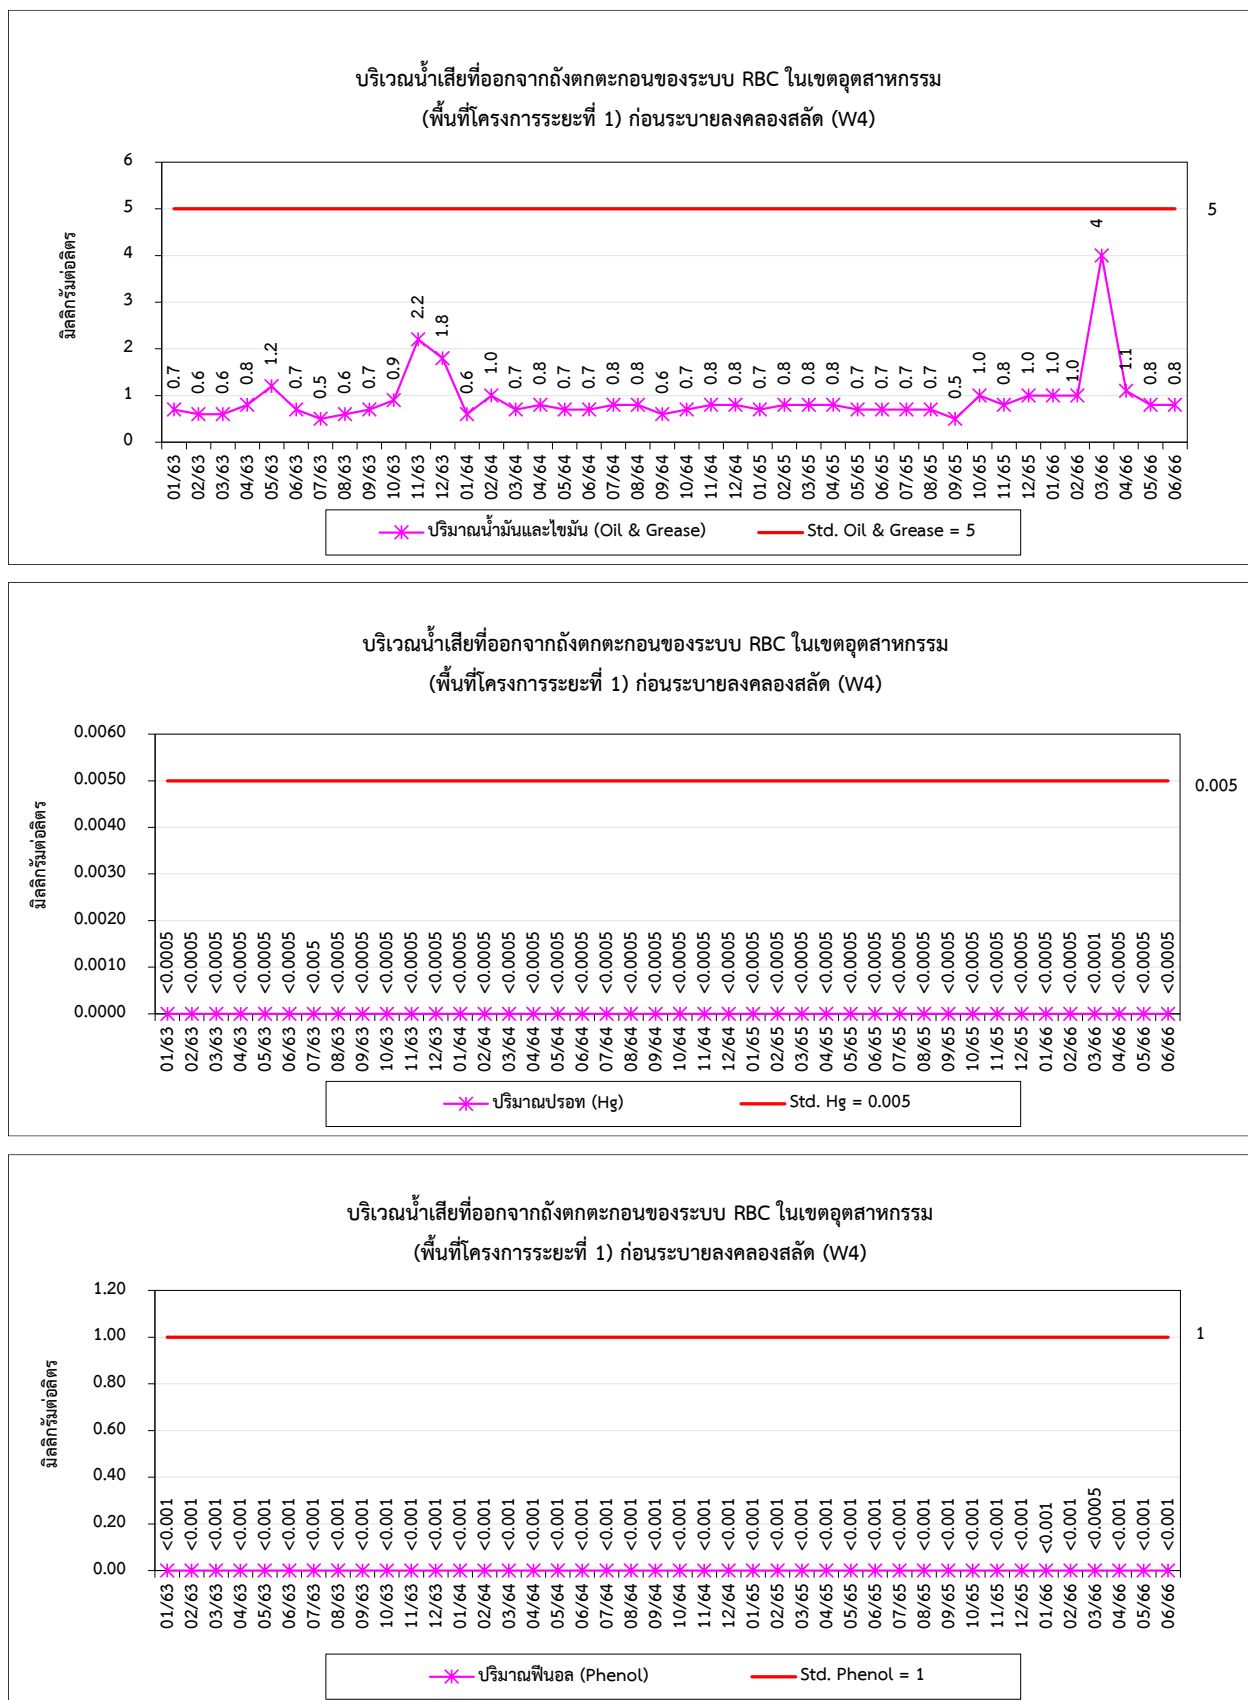 บริเวณน้ำเสียที่ออกจากถังตกตะกอนของระบบ RBC ในเขตอุตสาหกรรม
(พื้นที่โครงการระยะที่ 1) ก่อนระบายลงคลองสลัด (W4)
มิลลิกรัมต่อลิตร
6
5
4
3
2
1
0
5
0.7 0.6 0.6 0.8 1.2 0.7 0.5 0.6 0.7 0.9 2.2 1.8 0.6 1.0 0.7 0.8 0.7 0.7 0.8 0.8 0.6 0.7 0.8 0.8 0.7 0.8 0.8 0.8 0.7 0.7 0.7 0.7 0.5 1.0 0.8 1.0 1.0 1.0 4 1.1 0.8 0.8
01/63 02/63 03/63 04/63 05/63 06/63 07/63 08/63 09/63 10/63 11/63 12/63 01/64 02/64 03/64 04/64 05/64 06/64 07/64 08/64 09/64 10/64 11/64 12/64 01/65 02/65 03/65 04/65 05/65 06/65 07/65 08/65 09/65 10/65 11/65 12/65 01/66 02/66 03/66 04/66 05/66 06/66
ปริมาณน้ำมันและไขมัน (Oil & Grease) Std. Oil & Grease = 5
บริเวณน้ำเสียที่ออกจากถังตกตะกอนของระบบ RBC ในเขตอุตสาหกรรม
(พื้นที่โครงการระยะที่ 1) ก่อนระบายลงคลองสลัด (W4)
มิลลิกรัมต่อลิตร
0.0060
0.0050
0.0040
0.0030
0.0020
0.0010
0.0000
0.005
<0.0005 <0.0005 <0.0005 <0.0005 <0.0005 <0.0005 <0.005 <0.0005 <0.0005 <0.0005 <0.0005 <0.0005 <0.0005 <0.0005 <0.0005 <0.0005 <0.0005 <0.0005 <0.0005 <0.0005 <0.0005 <0.0005 <0.0005 <0.0005 <0.0005 <0.0005 <0.0005 <0.0005 <0.0005 <0.0005 <0.0005 <0.0005 <0.0005 <0.0005 <0.0005 <0.0005 <0.0005 <0.0005 <0.0001 <0.0005 <0.0005 <0.0005
01/63 02/63 03/63 04/63 05/63 06/63 07/63 08/63 09/63 10/63 11/63 12/63 01/64 02/64 03/64 04/64 05/64 06/64 07/64 08/64 09/64 10/64 11/64 12/64 01/65 02/65 03/65 04/65 05/65 06/65 07/65 08/65 09/65 10/65 11/65 12/65 01/66 02/66 03/66 04/66 05/66 06/66
ปริมาณปรอท (Hg) Std. Hg = 0.005
บริเวณน้ำเสียที่ออกจากถังตกตะกอนของระบบ RBC ในเขตอุตสาหกรรม
(พื้นที่โครงการระยะที่ 1) ก่อนระบายลงคลองสลัด (W4)
มิลลิกรัมต่อลิตร
1.20
1.00
0.80
0.60
0.40
0.20
0.00
1
<0.001 <0.001 <0.001 <0.001 <0.001 <0.001 <0.001 <0.001 <0.001 <0.001 <0.001 <0.001 <0.001 <0.001 <0.001 <0.001 <0.001 <0.001 <0.001 <0.001 <0.001 <0.001 <0.001 <0.001 <0.001 <0.001 <0.001 <0.001 <0.001 <0.001 <0.001 <0.001 <0.001 <0.001 <0.001 <0.001 <0.001 <0.001 <0.0005 <0.001 <0.001 <0.001
01/63 02/63 03/63 04/63 05/63 06/63 07/63 08/63 09/63 10/63 11/63 12/63 01/64 02/64 03/64 04/64 05/64 06/64 07/64 08/64 09/64 10/64 11/64 12/64 01/65 02/65 03/65 04/65 05/65 06/65 07/65 08/65 09/65 10/65 11/65 12/65 01/66 02/66 03/66 04/66 05/66 06/66
ปริมาณฟีนอล (Phenol) Std. Phenol = 1